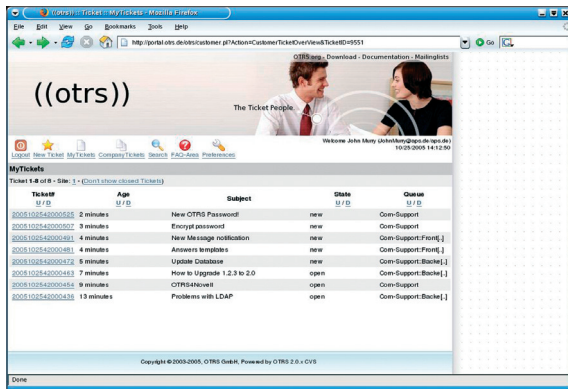 ((otrs)) :: Ticket :: MyTickets - Mozilla Firefox
File Edit View Go Bookmarks Tools Help
http://portal.otrs.de/otrs/customer.pl?Action=CustomerTicketOverView&TicketID=9551
Go
OTRS.org - Download - Documentation - Mailinglists
((otrs))
The Ticket People
Logout New Ticket MyTickets CompanyTickets Search FAQ-Area Preferences
10/25/2005 14:12:50
MyTickets
Ticket 1-8 of 8 - Site: 1 - (Don't show closed Tickets)
Ticket# Age Subject State Queue
U / D U / D U / D U / D
2005102542000525 2 minutes New OTRS Password! new Com-Support
2005102542000507 3 minutes Encrypt password new Com-Support
2005102542000491 4 minutes New Message notification new Com-Support::Front[..]
2005102542000481 4 minutes Answers templates new Com-Support::Front[..]
2005102542000472 5 minutes Update Database new Com-Support::Backe[..]
2005102542000463 7 minutes How to Upgrade 1.2.3 to 2.0 open Com-Support::Backe[..]
2005102542000454 9 minutes OTRS4Novell open Com-Support
2005102542000436 13 minutes Problems with LDAP open Com-Support::Backe[..]
Copyright © 2003-2005, OTRS GmbH, Powered by OTRS 2.0.x CVS
Done